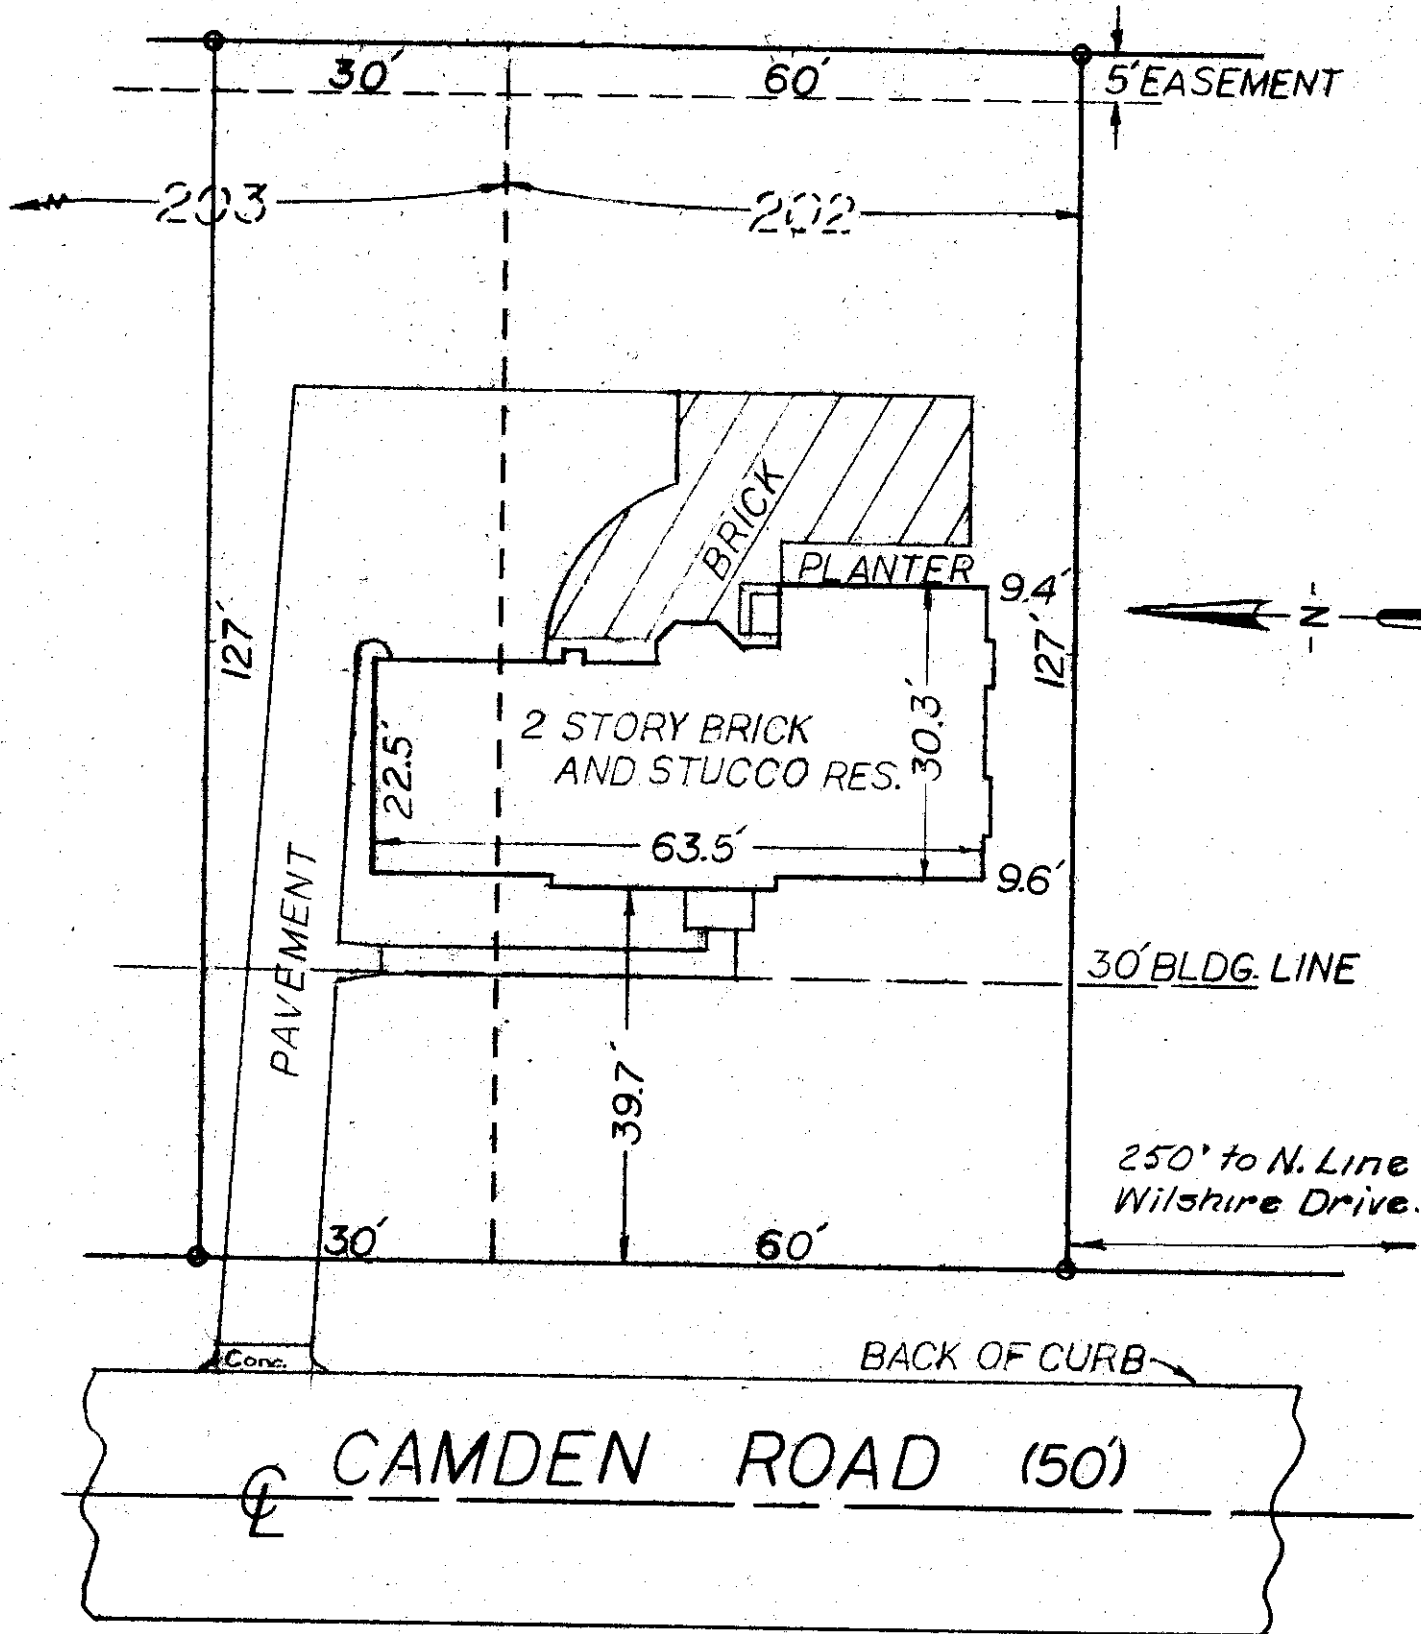 30' 60'
5' EASEMENT
N 203 202
BRICK
PLANTER
9.4'
127'
127'
N
2 STORY BRICK
AND STUCCO RES.
22.5'
30.3'
63.5'
9.6'
PAVEMENT
30' BLDG. LINE
39.7'
250' to N. Line
Wilshire Drive.
30' 60'
Conc.
BACK OF CURB
CAMDEN ROAD (50')
CL